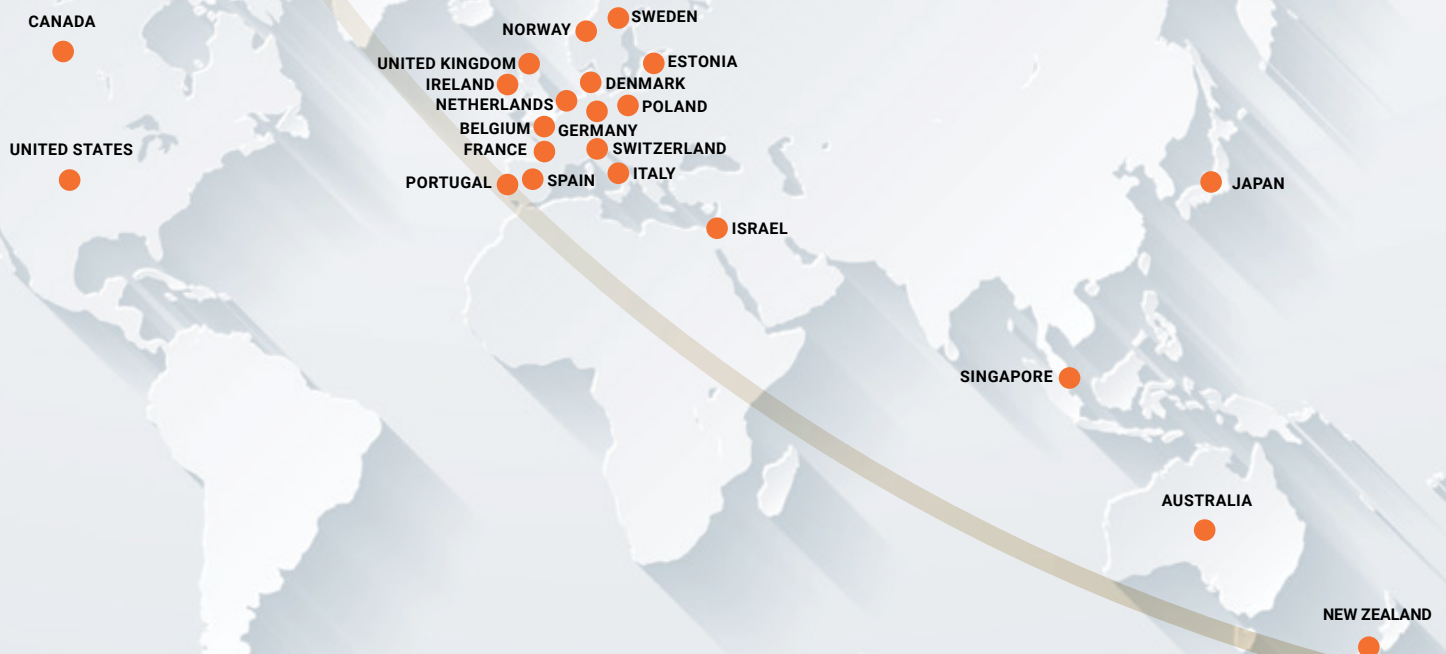 CANADA
SWEDEN
NORWAY
UNITED KINGDOM
ESTONIA
IRELAND
DENMARK
NETHERLANDS
POLAND
BELGIUM
GERMANY
FRANCE
SWITZERLAND
UNITED STATES
ITALY
PORTUGAL
SPAIN
JAPAN
ISRAEL
SINGAPORE
AUSTRALIA
NEW ZEALAND